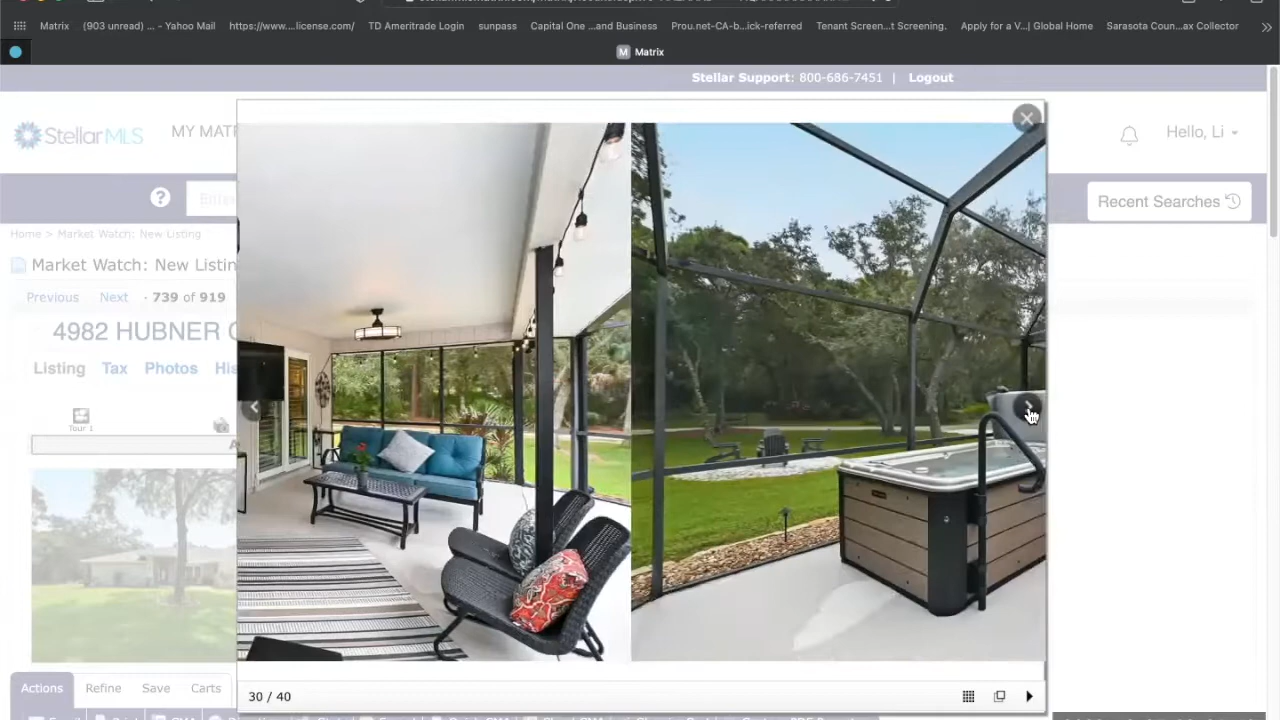 Matrix
(903 unread) ... - Yahoo Mail
https://www....license.com/
TD Ameritrade Login
sunpass
Capital One ...and Business
Prou.net-CA-b...ick-referred
Tenant Screen...t Screening.
Apply for a V...| Global Home
Sarasota Coun...ax Collector
M Matrix
Stellar Support: 800-686-7451 | Logout
StellarMLS
MY MATR
Hello, Li
?
Enter
Recent Searches
Home > Market Watch: New Listing
Market Watch: New Listin
Previous Next · 739 of 919
4982 HUBNER C
Listing Tax Photos His
Tour 1
A
30 / 40
Actions Refine Save Carts